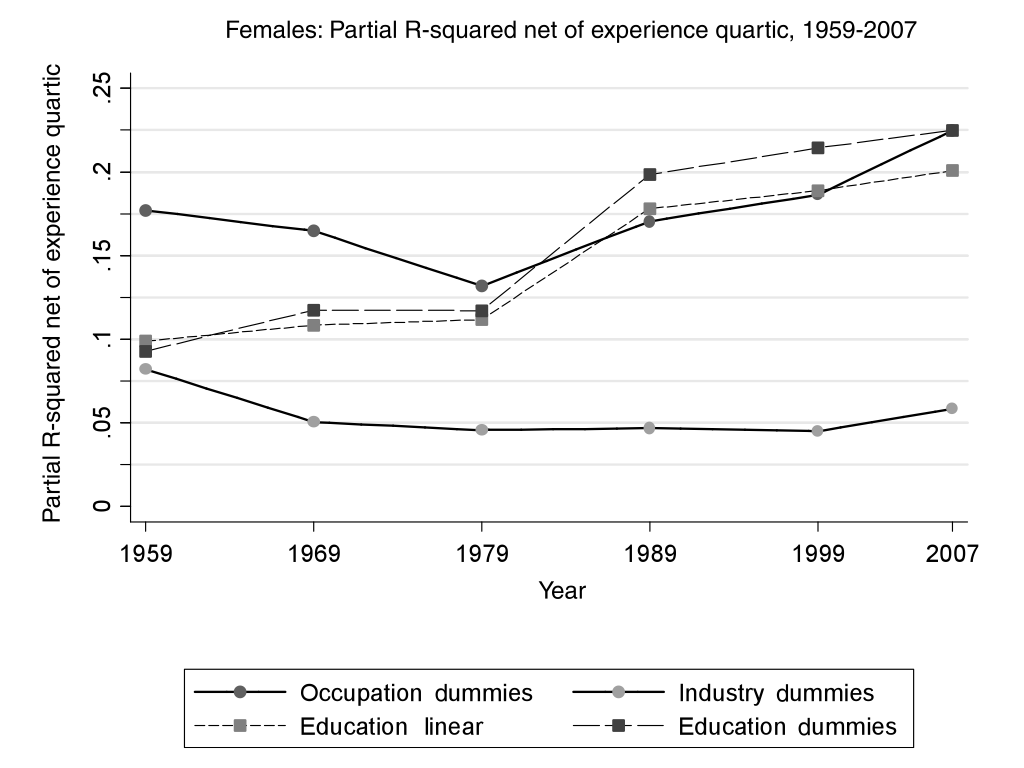 Females: Partial R-squared net of experience quartic, 1959-2007
Partial R-squared net of experience quartic
.25
.2
.15
.1
.05
0
1959 1969 1979 1989 1999 2007
Year
Occupation dummies Industry dummies
Education linear Education dummies